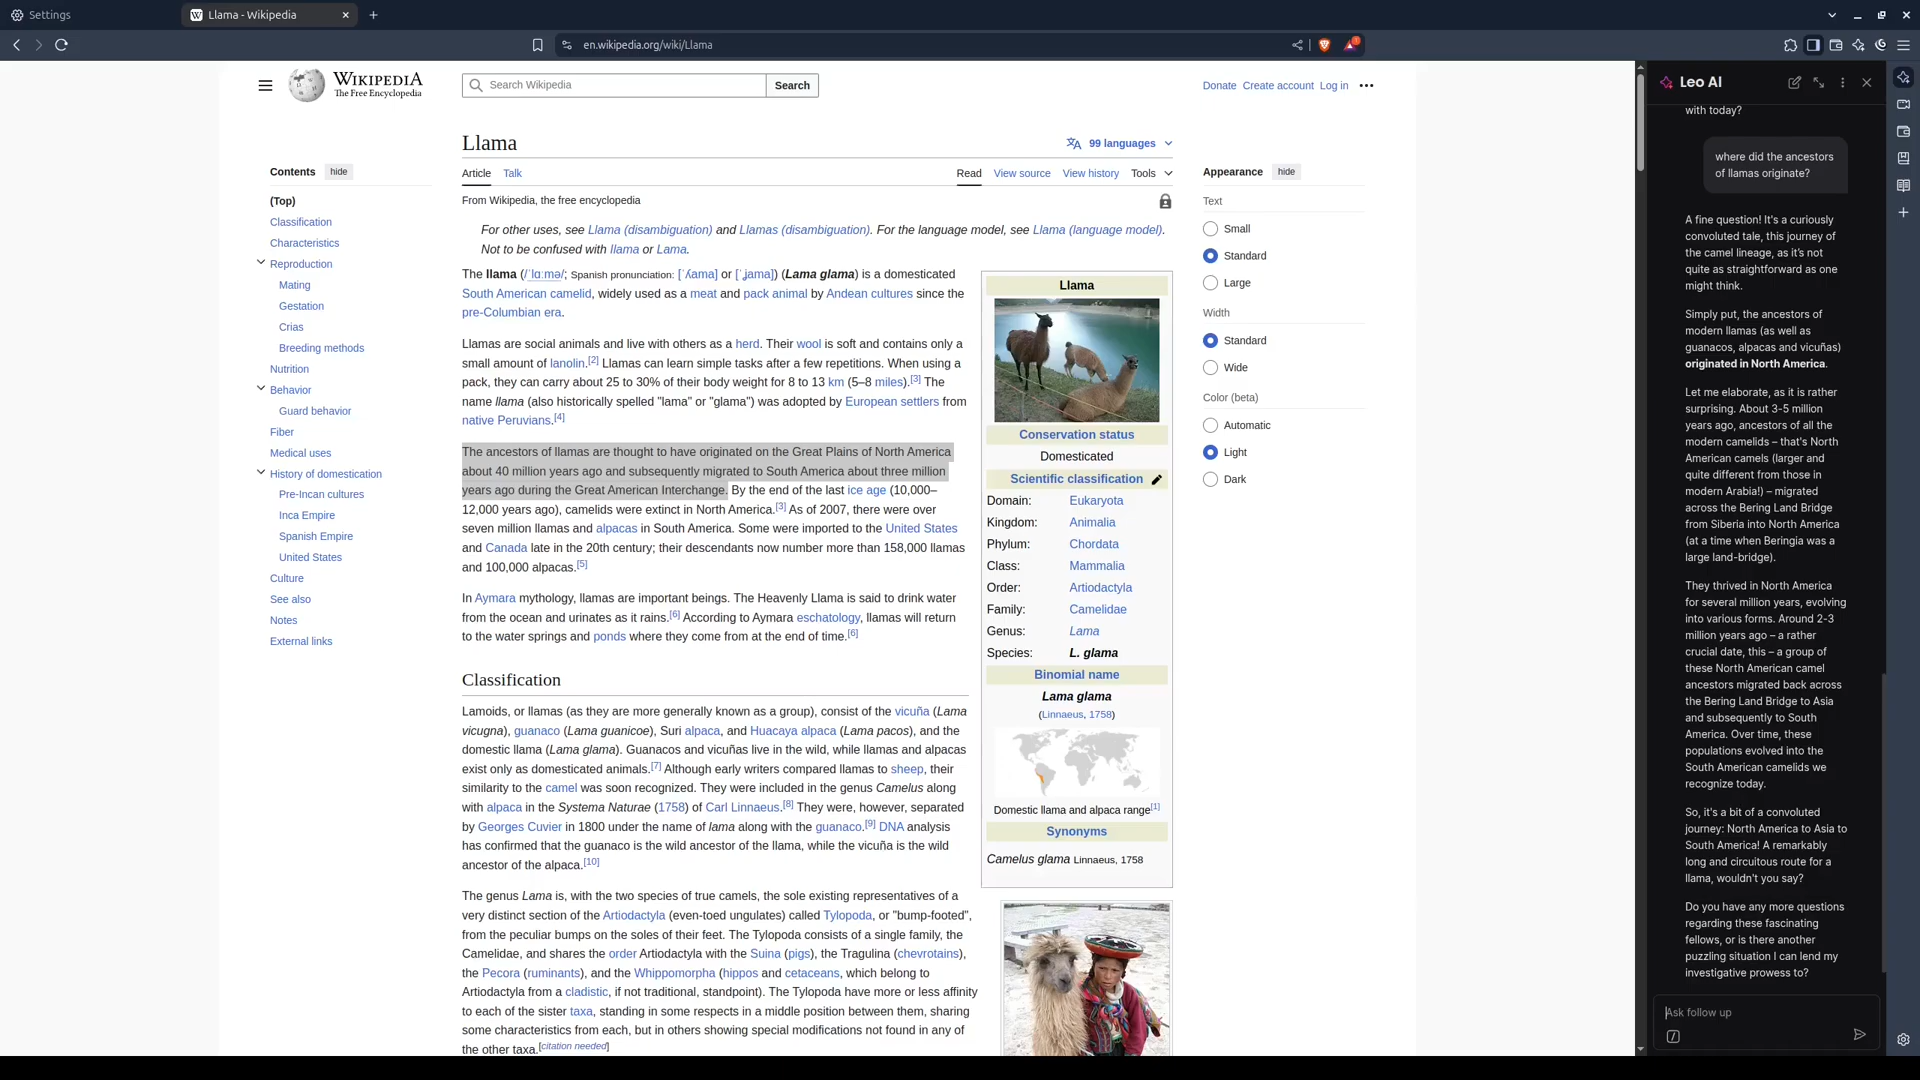 Settings
Llama - Wikipedia
en.wikipedia.org/wiki/Llama
WIKIPEDIA
The Free Encyclopedia
Search Wikipedia
Search
Donate Create account Log in
Contents hide
(Top)
Classification
Characteristics
Reproduction
Mating
Gestation
Crias
Breeding methods
Nutrition
Behavior
Guard behavior
Fiber
Medical uses
History of domestication
Pre-Incan cultures
Inca Empire
Spanish Empire
United States
Culture
See also
Notes
External links
Llama
99 languages
Article Talk
Read View source View history Tools
From Wikipedia, the free encyclopedia
For other uses, see Llama (disambiguation) and Llamas (disambiguation). For the language model, see Llama (language model).
Not to be confused with Ilama or Lama.
The llama (/ˈlɑːmə/; Spanish pronunciation: [ˈʎama] or [ˈʝama]) (Lama glama) is a domesticated
South American camelid, widely used as a meat and pack animal by Andean cultures since the
pre-Columbian era.
Llamas are social animals and live with others as a herd. Their wool is soft and contains only a
small amount of lanolin.[2] Llamas can learn simple tasks after a few repetitions. When using a
pack, they can carry about 25 to 30% of their body weight for 8 to 13 km (5–8 miles).[3] The
name llama (also historically spelled "lama" or "glama") was adopted by European settlers from
native Peruvians.[4]
The ancestors of llamas are thought to have originated on the Great Plains of North America
about 40 million years ago and subsequently migrated to South America about three million
years ago during the Great American Interchange. By the end of the last ice age (10,000–
12,000 years ago), camelids were extinct in North America.[3] As of 2007, there were over
seven million llamas and alpacas in South America. Some were imported to the United States
and Canada late in the 20th century; their descendants now number more than 158,000 llamas
and 100,000 alpacas.[5]
In Aymara mythology, llamas are important beings. The Heavenly Llama is said to drink water
from the ocean and urinates as it rains.[6] According to Aymara eschatology, llamas will return
to the water springs and ponds where they come from at the end of time.[6]
Classification
Lamoids, or llamas (as they are more generally known as a group), consist of the vicuña (Lama
vicugna), guanaco (Lama guanicoe), Suri alpaca, and Huacaya alpaca (Lama pacos), and the
domestic llama (Lama glama). Guanacos and vicuñas live in the wild, while llamas and alpacas
exist only as domesticated animals.[7] Although early writers compared llamas to sheep, their
similarity to the camel was soon recognized. They were included in the genus Camelus along
with alpaca in the Systema Naturae (1758) of Carl Linnaeus.[8] They were, however, separated
by Georges Cuvier in 1800 under the name of lama along with the guanaco.[9] DNA analysis
has confirmed that the guanaco is the wild ancestor of the llama, while the vicuña is the wild
ancestor of the alpaca.[10]
The genus Lama is, with the two species of true camels, the sole existing representatives of a
very distinct section of the Artiodactyla (even-toed ungulates) called Tylopoda, or "bump-footed",
from the peculiar bumps on the soles of their feet. The Tylopoda consists of a single family, the
Camelidae, and shares the order Artiodactyla with the Suina (pigs), the Tragulina (chevrotains),
the Pecora (ruminants), and the Whippomorpha (hippos and cetaceans, which belong to
Artiodactyla from a cladistic, if not traditional, standpoint). The Tylopoda have more or less affinity
to each of the sister taxa, standing in some respects in a middle position between them, sharing
some characteristics from each, but in others showing special modifications not found in any of
the other taxa.[citation needed]
Llama
Conservation status
Domesticated
Scientific classification
Domain: Eukaryota
Kingdom: Animalia
Phylum: Chordata
Class: Mammalia
Order: Artiodactyla
Family: Camelidae
Genus: Lama
Species: L. glama
Binomial name
Lama glama
(Linnaeus, 1758)
Domestic llama and alpaca range[1]
Synonyms
Camelus glama Linnaeus, 1758
Appearance hide
Text
Small
Standard
Large
Width
Standard
Wide
Color (beta)
Automatic
Light
Dark
Leo AI
with today?
where did the ancestors
of llamas originate?
A fine question! It's a curiously
convoluted tale, this journey of
the camel lineage, as it's not
quite as straightforward as one
might think.
Simply put, the ancestors of
modern llamas (as well as
guanacos, alpacas and vicuñas)
originated in North America.
Let me elaborate, as it is rather
surprising. About 3-5 million
years ago, ancestors of all the
modern camelids – that's North
American camels (larger and
quite different from those in
modern Arabia!) – migrated
across the Bering Land Bridge
from Siberia into North America
(at a time when Beringia was a
large land-bridge).
They thrived in North America
for several million years, evolving
into various forms. Around 2-3
million years ago – a rather
crucial date, this – a group of
these North American camel
ancestors migrated back across
the Bering Land Bridge to Asia
and subsequently to South
America. Over time, these
populations evolved into the
South American camelids we
recognize today.
So, it's a bit of a convoluted
journey: North America to Asia to
South America! A remarkably
long and circuitous route for a
llama, wouldn't you say?
Do you have any more questions
regarding these fascinating
fellows, or is there another
puzzling situation I can lend my
investigative prowess to?
Ask follow up